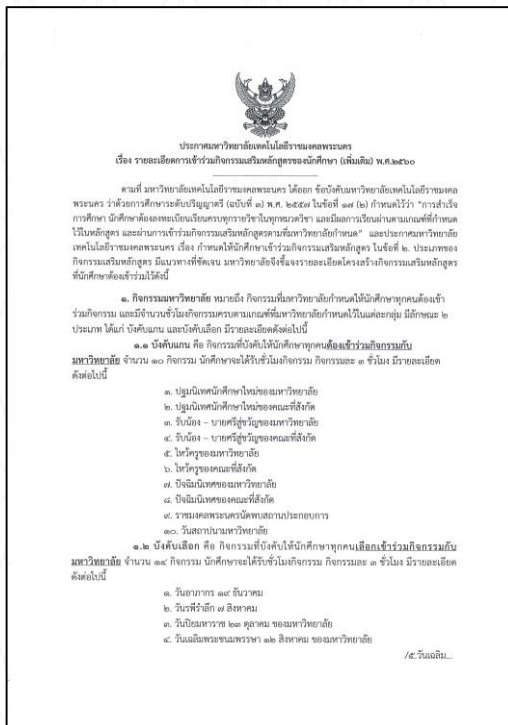 ประกาศมหาวิทยาลัยเทคโนโลยีราชมงคลพระนคร
เรื่อง รายละเอียดการเข้าร่วมกิจกรรมเสริมหลักสูตรของนักศึกษา (เพิ่มเติม) พ.ศ.๒๕๖๐
ตามที่ มหาวิทยาลัยเทคโนโลยีราชมงคลพระนคร ได้ออก ข้อบังคับมหาวิทยาลัยเทคโนโลยีราชมงคล
พระนคร ว่าด้วยการศึกษาระดับปริญญาตรี (ฉบับที่ ๓) พ.ศ. ๒๕๕๗ ในข้อที่ ๑๗ (๒) กำหนดไว้ว่า "การสำเร็จ
การศึกษา นักศึกษาต้องลงทะเบียนเรียนครบทุกรายวิชาในทุกหมวดวิชา และมีผลการเรียนผ่านตามเกณฑ์ที่กำหนด
ไว้ในหลักสูตร และผ่านการเข้าร่วมกิจกรรมเสริมหลักสูตรตามที่มหาวิทยาลัยกำหนด" และประกาศมหาวิทยาลัย
เทคโนโลยีราชมงคลพระนคร เรื่อง กำหนดให้นักศึกษาเข้าร่วมกิจกรรมเสริมหลักสูตร ในข้อที่ ๒. ประเภทของ
กิจกรรมเสริมหลักสูตร มีแนวทางที่ชัดเจน มหาวิทยาลัยจึงชี้แจงรายละเอียดโครงสร้างกิจกรรมเสริมหลักสูตร
ที่นักศึกษาต้องเข้าร่วมไว้ดังนี้
๑. กิจกรรมมหาวิทยาลัย หมายถึง กิจกรรมที่มหาวิทยาลัยกำหนดให้นักศึกษาทุกคนต้องเข้า
ร่วมกิจกรรม และมีจำนวนชั่วโมงกิจกรรมครบตามเกณฑ์ที่มหาวิทยาลัยกำหนดไว้ในแต่ละกลุ่ม มีลักษณะ ๒
ประเภท ได้แก่ บังคับแกน และบังคับเลือก มีรายละเอียดดังต่อไปนี้
๑.๑ บังคับแกน คือ กิจกรรมที่บังคับให้นักศึกษาทุกคนต้องเข้าร่วมกิจกรรมกับ
มหาวิทยาลัย จำนวน ๑๐ กิจกรรม นักศึกษาจะได้รับชั่วโมงกิจกรรม กิจกรรมละ ๓ ชั่วโมง มีรายละเอียด
ดังต่อไปนี้
๑. ปฐมนิเทศนักศึกษาใหม่ของมหาวิทยาลัย
๒. ปฐมนิเทศนักศึกษาใหม่ของคณะที่สังกัด
๓. รับน้อง – บายศรีสู่ขวัญของมหาวิทยาลัย
๔. รับน้อง – บายศรีสู่ขวัญของคณะที่สังกัด
๕. ไหว้ครูของมหาวิทยาลัย
๖. ไหว้ครูของคณะที่สังกัด
๗. ปัจฉิมนิเทศของมหาวิทยาลัย
๘. ปัจฉิมนิเทศของคณะที่สังกัด
๙. ราชมงคลพระนครนัดพบสถานประกอบการ
๑๐. วันสถาปนามหาวิทยาลัย
๑.๒ บังคับเลือก คือ กิจกรรมที่บังคับให้นักศึกษาทุกคนเลือกเข้าร่วมกิจกรรมกับ
มหาวิทยาลัย จำนวน ๑๔ กิจกรรม นักศึกษาจะได้รับชั่วโมงกิจกรรม กิจกรรมละ ๓ ชั่วโมง มีรายละเอียด
ดังต่อไปนี้
๑. วันอาภากร ๑๙ ธันวาคม
๒. วันรพีรำลึก ๗ สิงหาคม
๓. วันปิยมหาราช ๒๓ ตุลาคม ของมหาวิทยาลัย
๔. วันเฉลิมพระชนมพรรษา ๑๒ สิงหาคม ของมหาวิทยาลัย
/๕.วันเฉลิม...